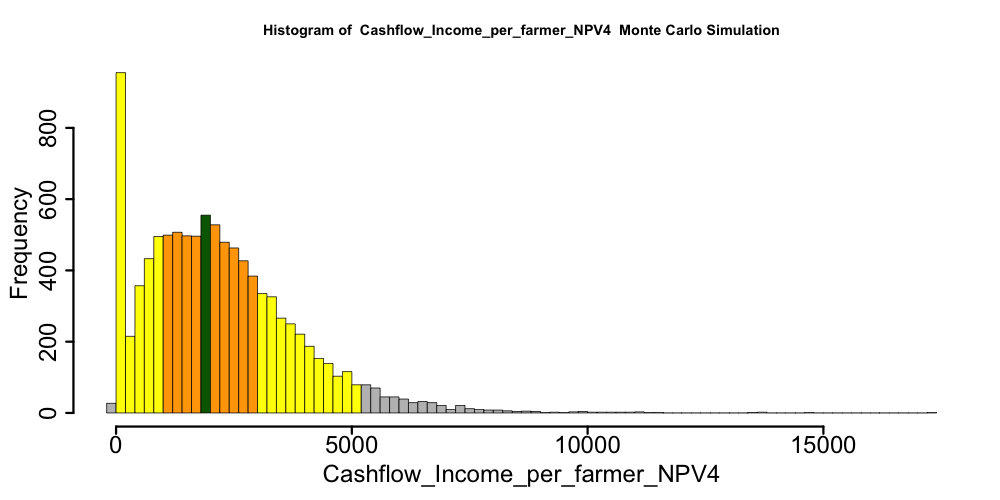 Histogram of  Cashflow_Income_per_farmer_NPV4  Monte Carlo Simulation
Frequency
800
600
400
200
0
0 5000 10000 15000
Cashflow_Income_per_farmer_NPV4